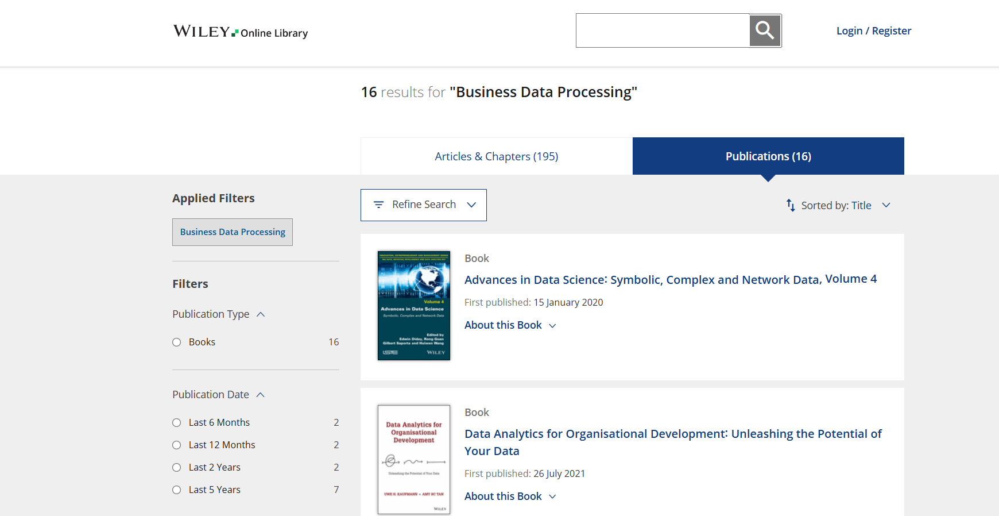 WILEY Online Library
Login / Register
16 results for "Business Data Processing"
Articles & Chapters (195)
Publications (16)
Applied Filters
Business Data Processing
Filters
Publication Type
Books 16
Publication Date
Last 6 Months 2
Last 12 Months 2
Last 2 Years 2
Last 5 Years 7
Refine Search
Sorted by: Title
Volume 4
Advances in Data Science
Symbolic, Complex and Network Data
Edited by
Edwin Diday, Rong Guan
Gilbert Saporta and Huiwen Wang
ISTE WILEY
Book
Advances in Data Science: Symbolic, Complex and Network Data, Volume 4
First published: 15 January 2020
About this Book
Data Analytics for
Organisational
Development
Unleashing the Potential of Your Data
UWE H. KAUFMANN • AMY BC TAN
WILEY
Book
Data Analytics for Organisational Development: Unleashing the Potential of
Your Data
First published: 26 July 2021
About this Book